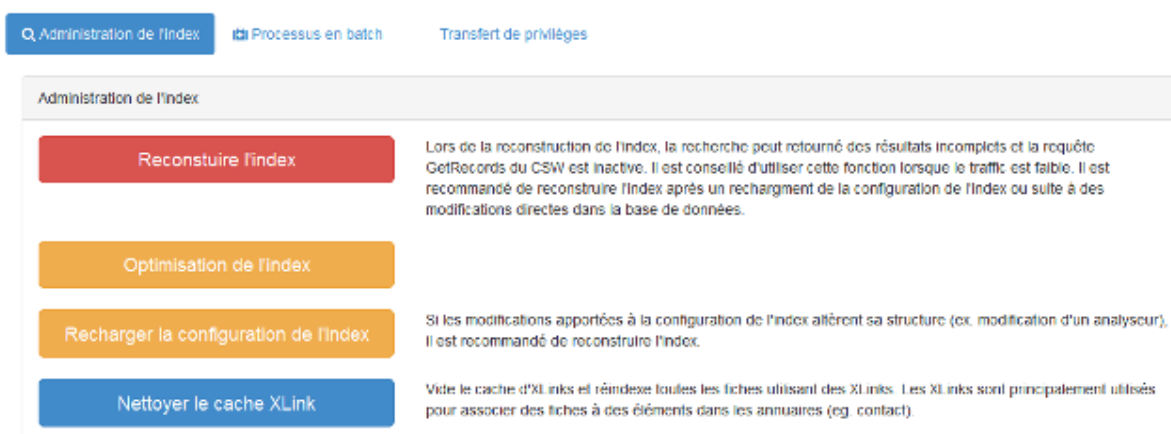 Administration de l'index Processus en batch Transfert de privilèges
Administration de l'index
Reconstuire l'index
Lors de la reconstruction de l'index, la recherche peut retourné des résultats incomplets et la requête
GetRecords du CSW est inactive. Il est conseillé d'utiliser cette fonction lorsque le traffic est faible. Il est
recommandé de reconstruire l'index après un rechargment de la configuration de l'index ou suite à des
modifications directes dans la base de données.
Optimisation de l'index
Recharger la configuration de l'index
Si les modifications apportées à la configuration de l'index altèrent sa structure (ex. modification d'un analyseur),
il est recommandé de reconstruire l'index.
Nettoyer le cache XLink
Vide le cache d'XLinks et réindexe toutes les fiches utilisant des XLinks. Les XLinks sont principalement utilisés
pour associer des fiches à des éléments dans les annuaires (eg. contact).